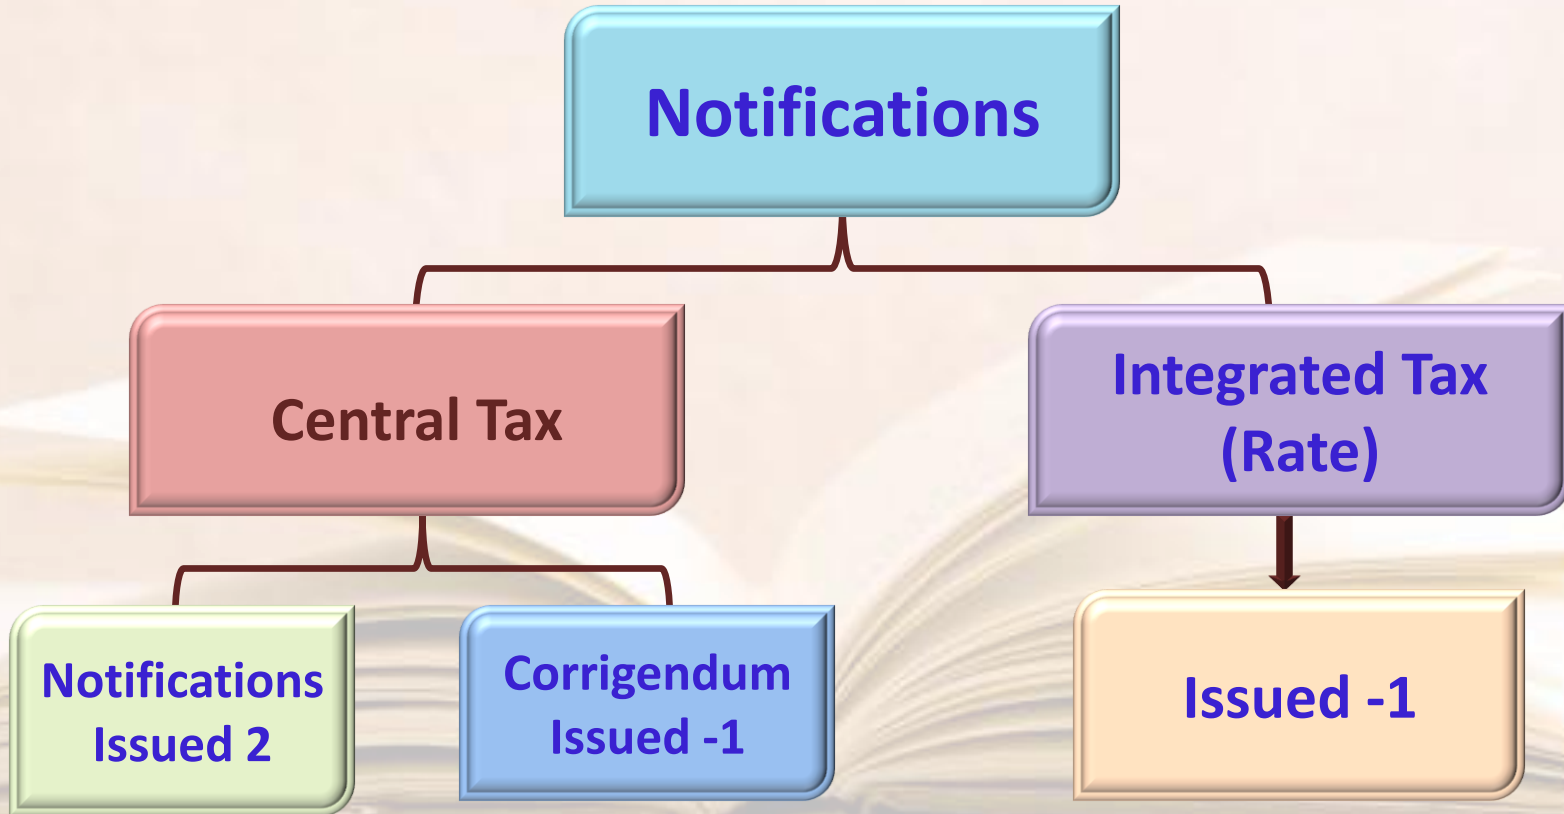 Notifications
Central Tax
Integrated Tax
(Rate)
Notifications
Issued 2
Corrigendum
Issued -1
Issued -1